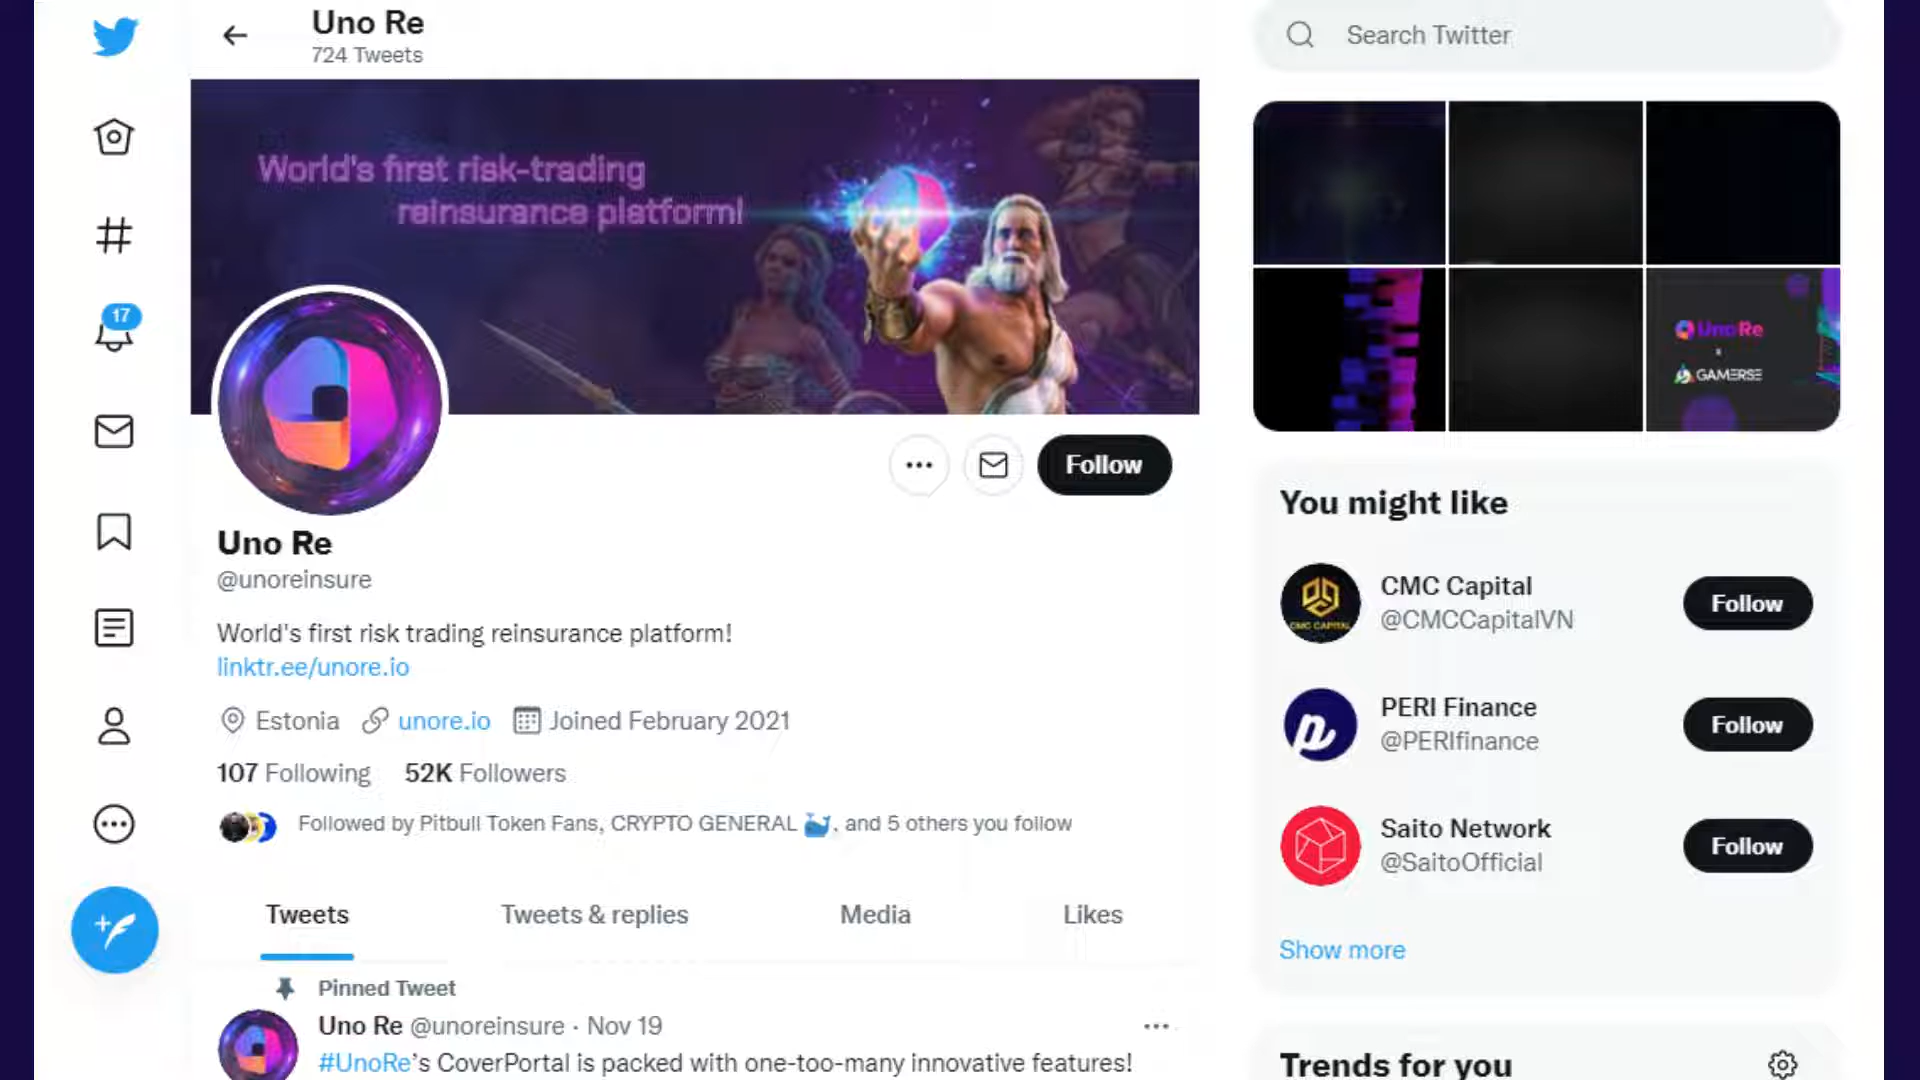 Uno Re
724 Tweets
Search Twitter
World's first risk-trading
reinsurance platform!
17
UnoRe
x
GAMERSE
Follow
Uno Re
@unoreinsure
World's first risk trading reinsurance platform!
linktr.ee/unore.io
Estonia unore.io Joined February 2021
107 Following 52K Followers
Followed by Pitbull Token Fans, CRYPTO GENERAL 🐳, and 5 others you follow
Tweets Tweets & replies Media Likes
Pinned Tweet
Uno Re @unoreinsure · Nov 19
#UnoRe's CoverPortal is packed with one-too-many innovative features!
You might like
CMC CAPITAL
CMC Capital
@CMCCapitalVN
Follow
PERI Finance
@PERIfinance
Follow
Saito Network
@SaitoOfficial
Follow
Show more
Trends for you